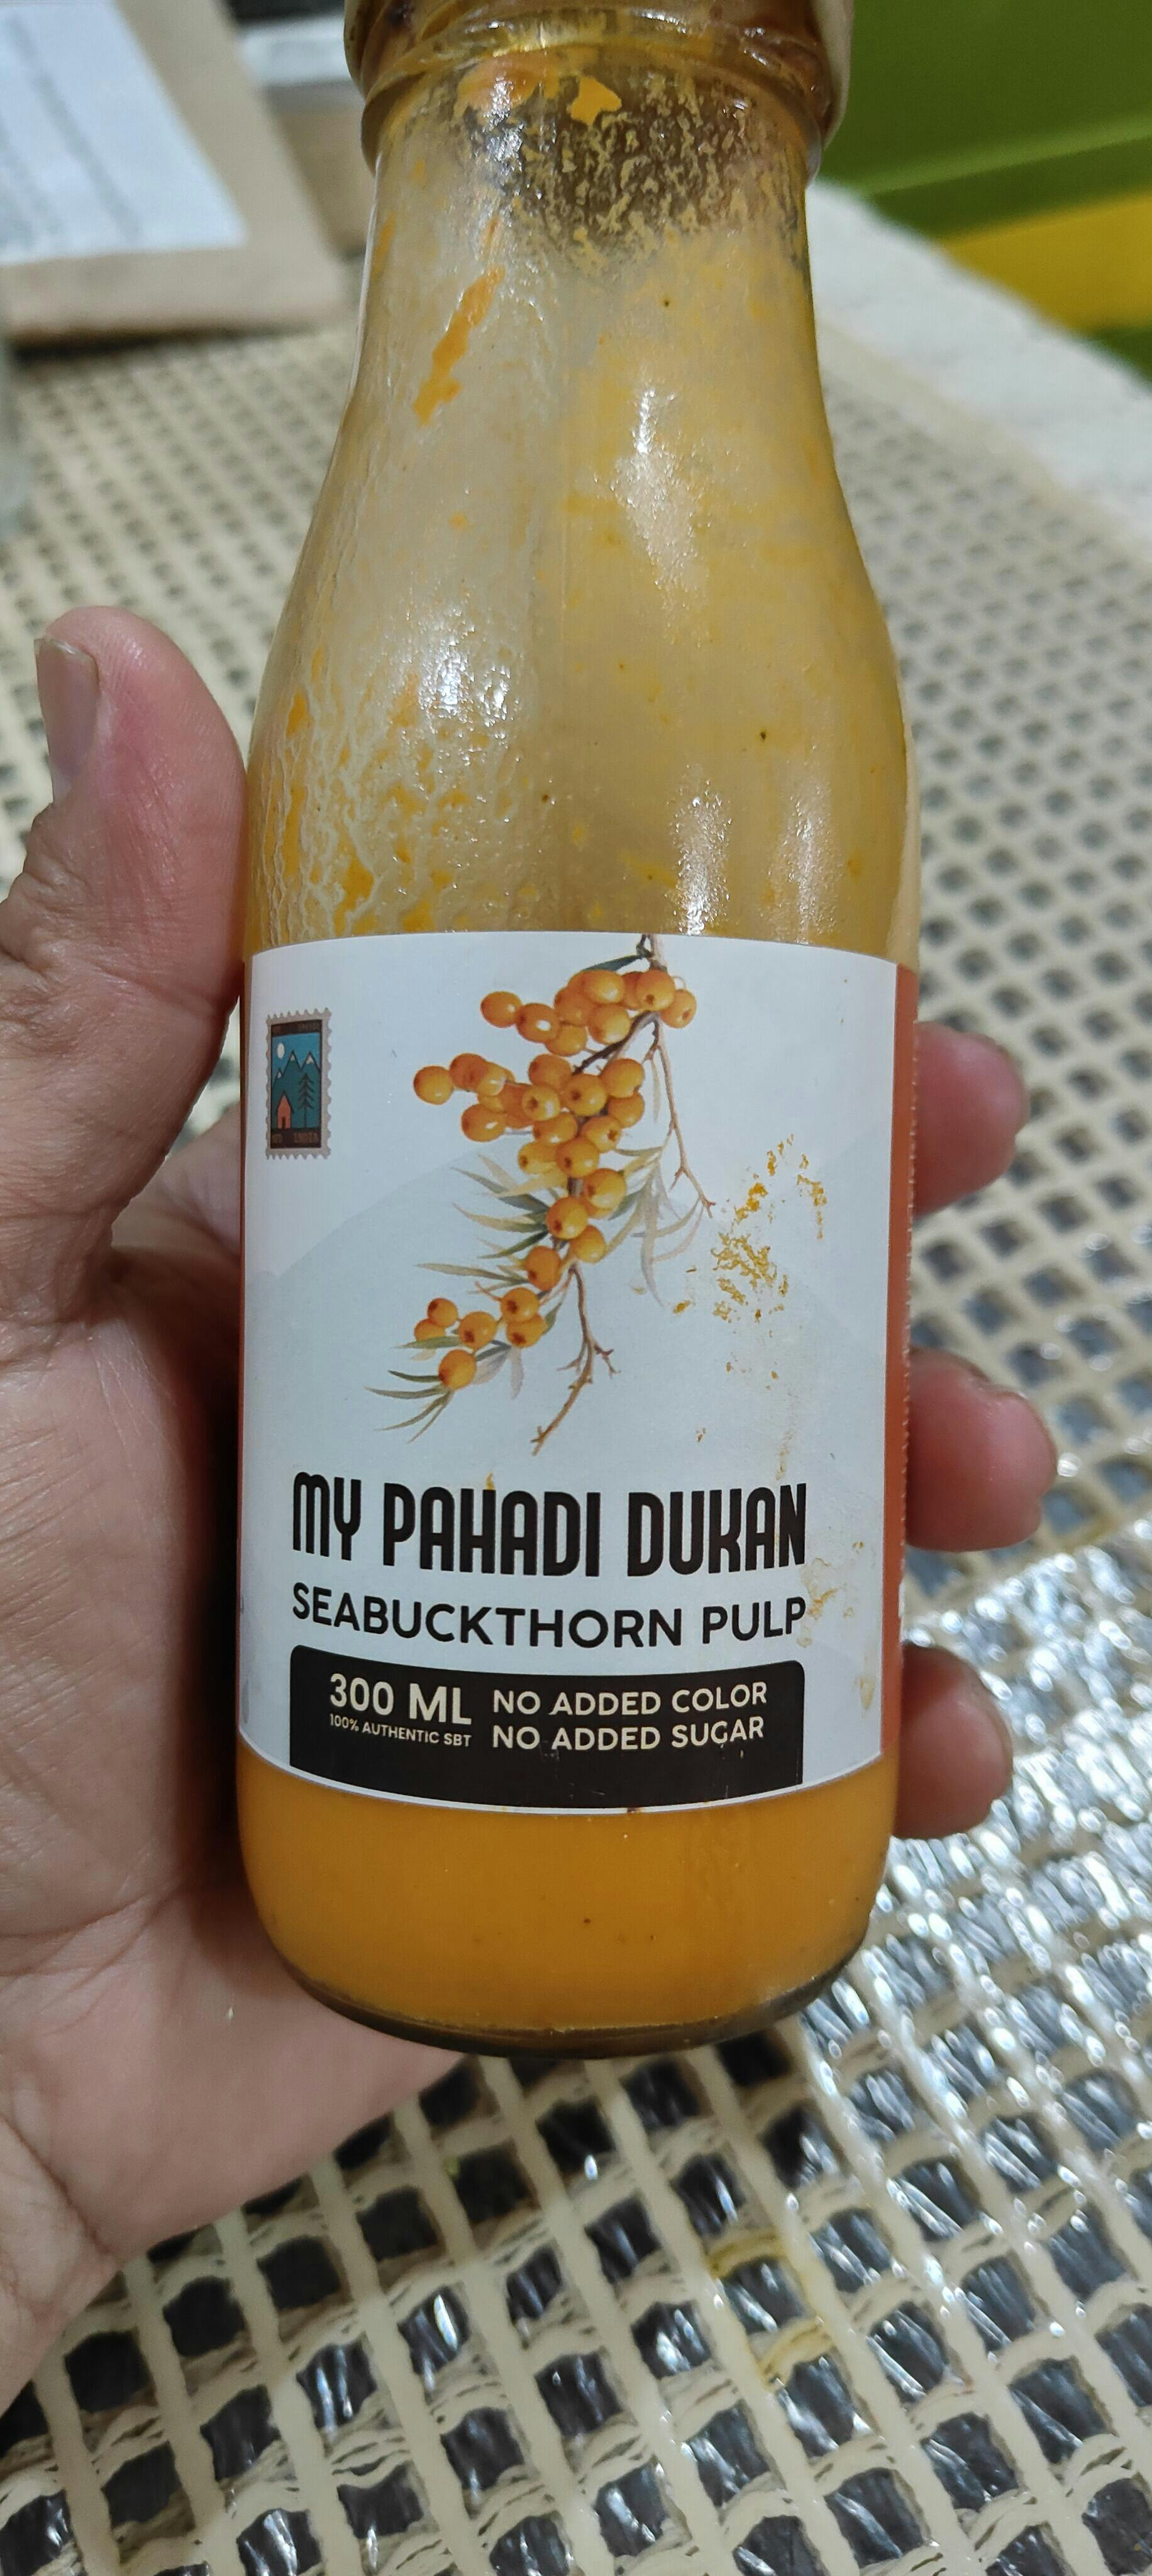 MY PAHADI DUKAN
SEABUCKTHORN PULP
300 ML
100% AUTHENTIC SBT
NO ADDED COLOR
NO ADDED SUGAR